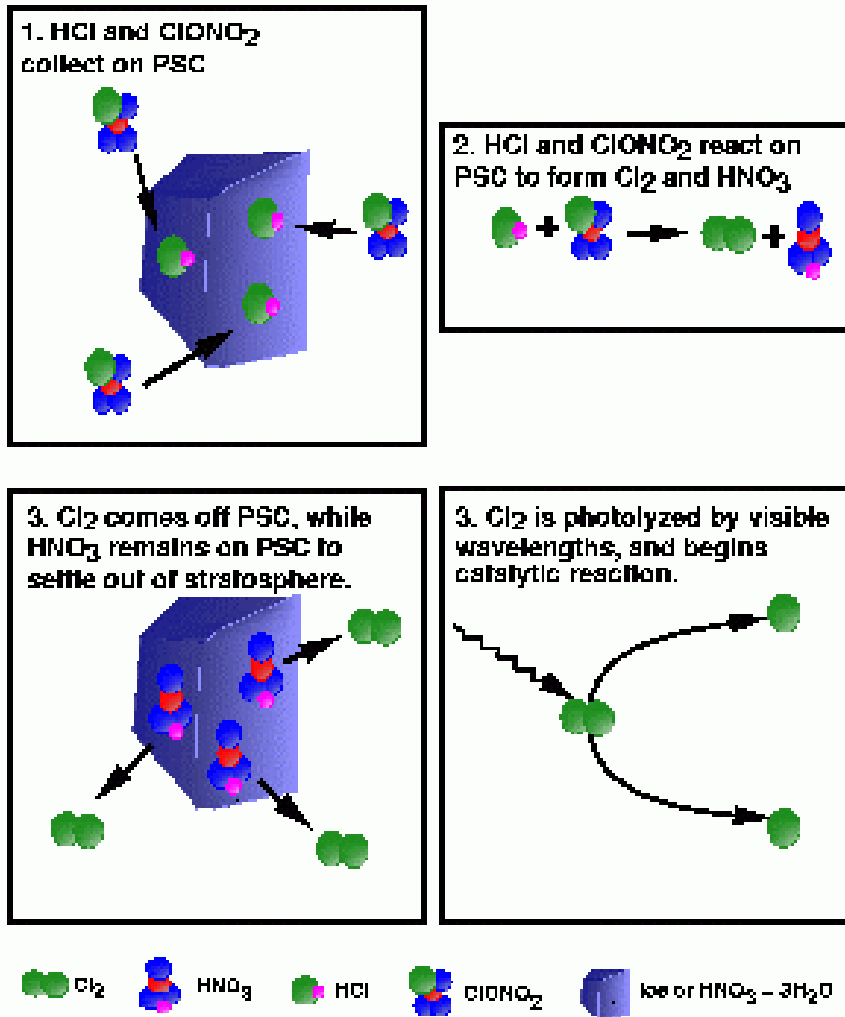 1. HCl and ClONO₂
collect on PSC
2. HCl and ClONO₂ react on
PSC to form Cl₂ and HNO₃
3. Cl₂ comes off PSC, while
HNO₃ remains on PSC to
settle out of stratosphere.
3. Cl₂ is photolyzed by visible
wavelengths, and begins
catalytic reaction.
Cl₂
HNO₃
HCl
ClONO₂
Ice or HNO₃ – 3H₂O